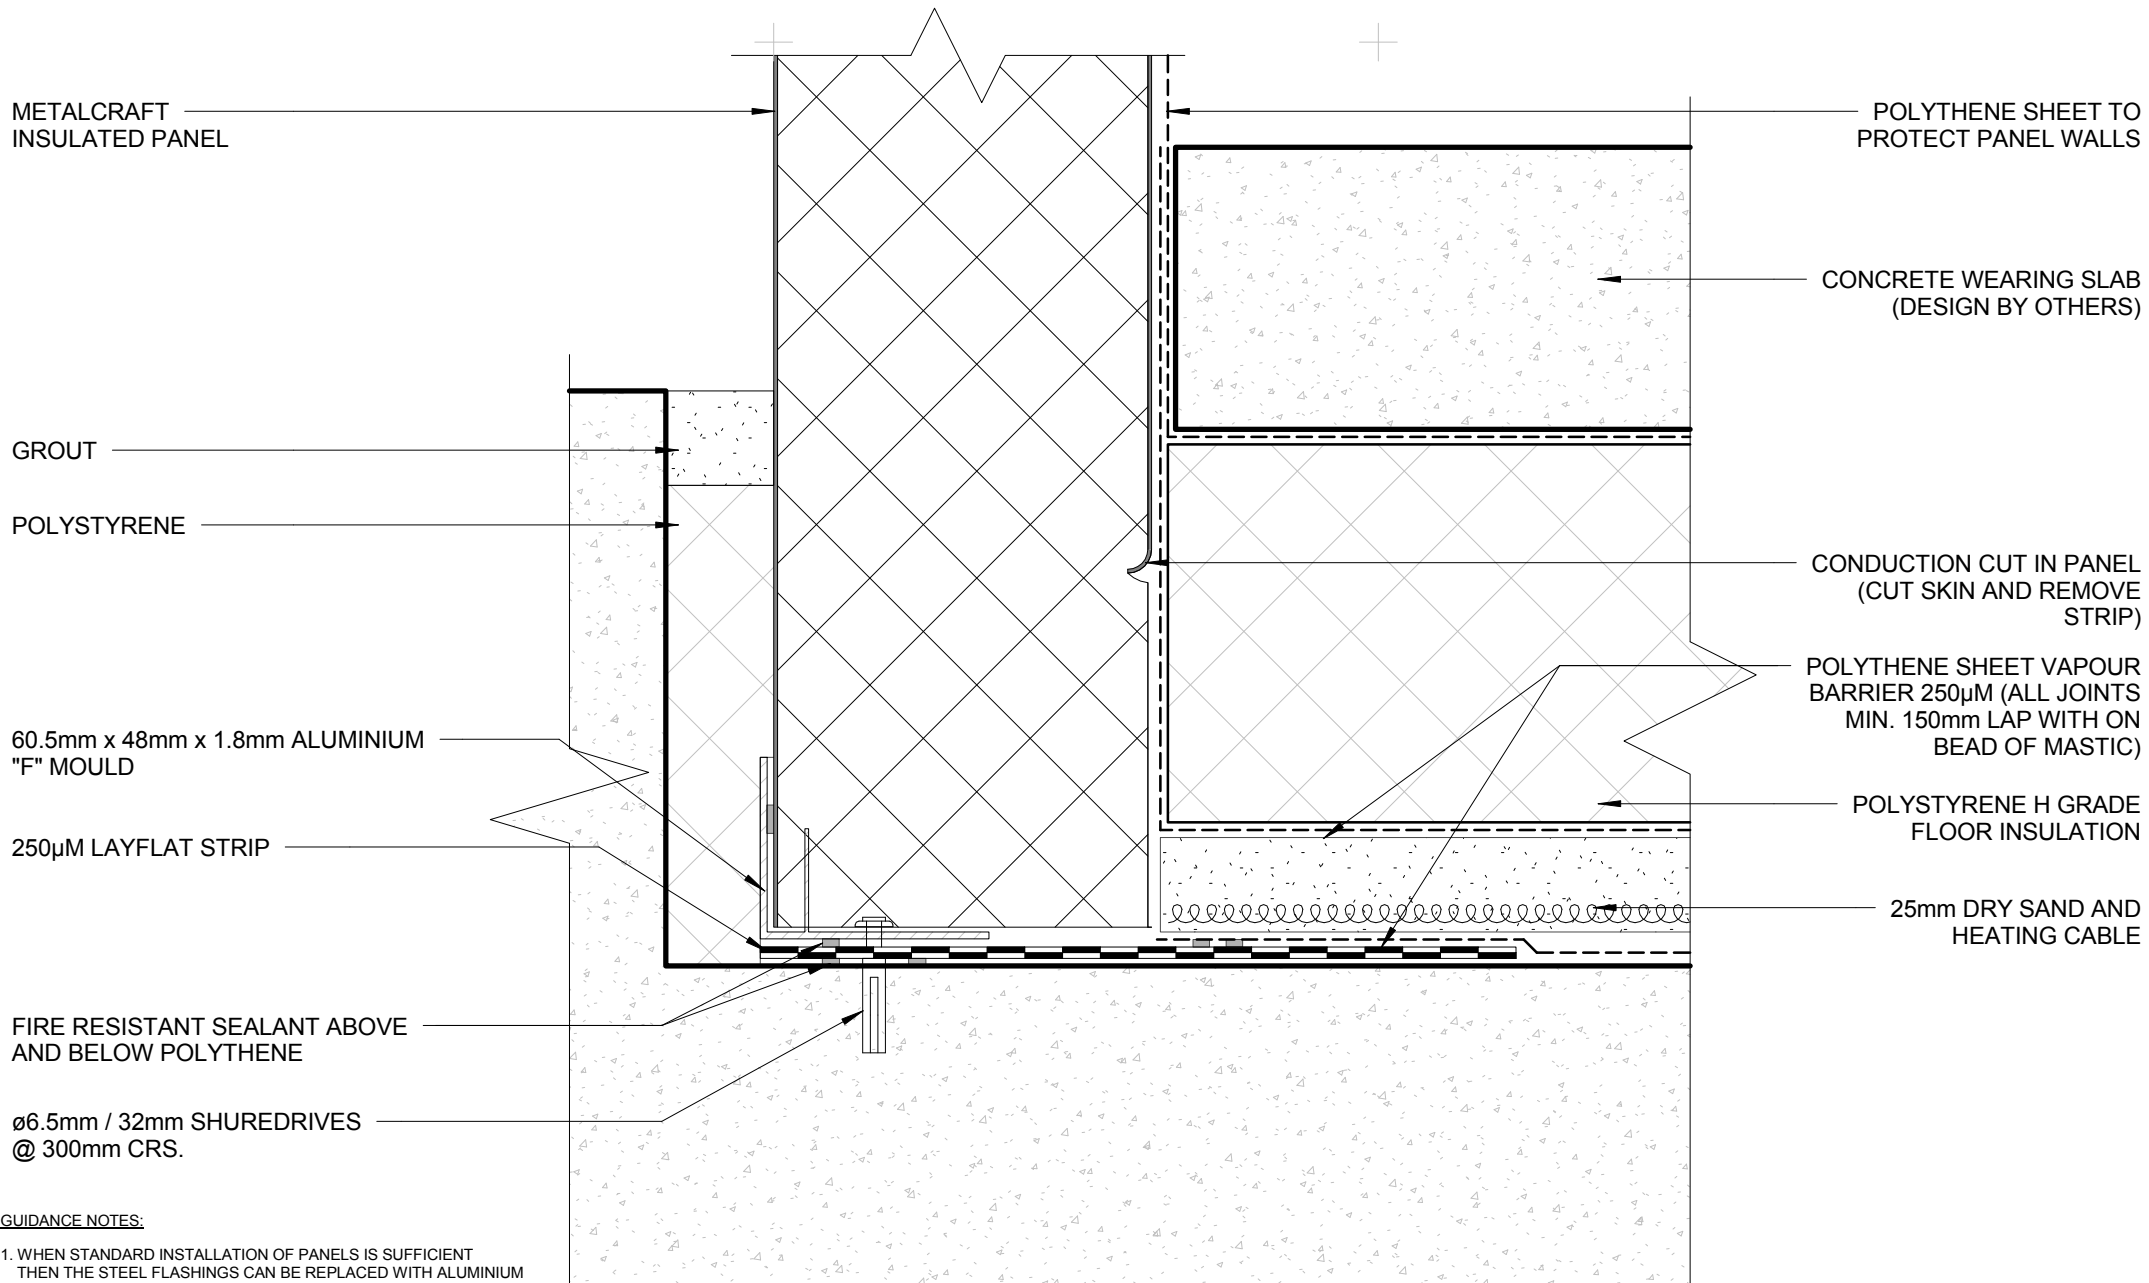 METALCRAFT
INSULATED PANEL
GROUT
POLYSTYRENE
60.5mm x 48mm x 1.8mm ALUMINIUM
"F" MOULD
250µM LAYFLAT STRIP
FIRE RESISTANT SEALANT ABOVE
AND BELOW POLYTHENE
ø6.5mm / 32mm SHUREDRIVES
@ 300mm CRS.
POLYTHENE SHEET TO
PROTECT PANEL WALLS
CONCRETE WEARING SLAB
(DESIGN BY OTHERS)
CONDUCTION CUT IN PANEL
(CUT SKIN AND REMOVE
STRIP)
POLYTHENE SHEET VAPOUR
BARRIER 250µM (ALL JOINTS
MIN. 150mm LAP WITH ON
BEAD OF MASTIC)
POLYSTYRENE H GRADE
FLOOR INSULATION
25mm DRY SAND AND
HEATING CABLE
GUIDANCE NOTES:
1. WHEN STANDARD INSTALLATION OF PANELS IS SUFFICIENT
THEN THE STEEL FLASHINGS CAN BE REPLACED WITH ALUMINIUM